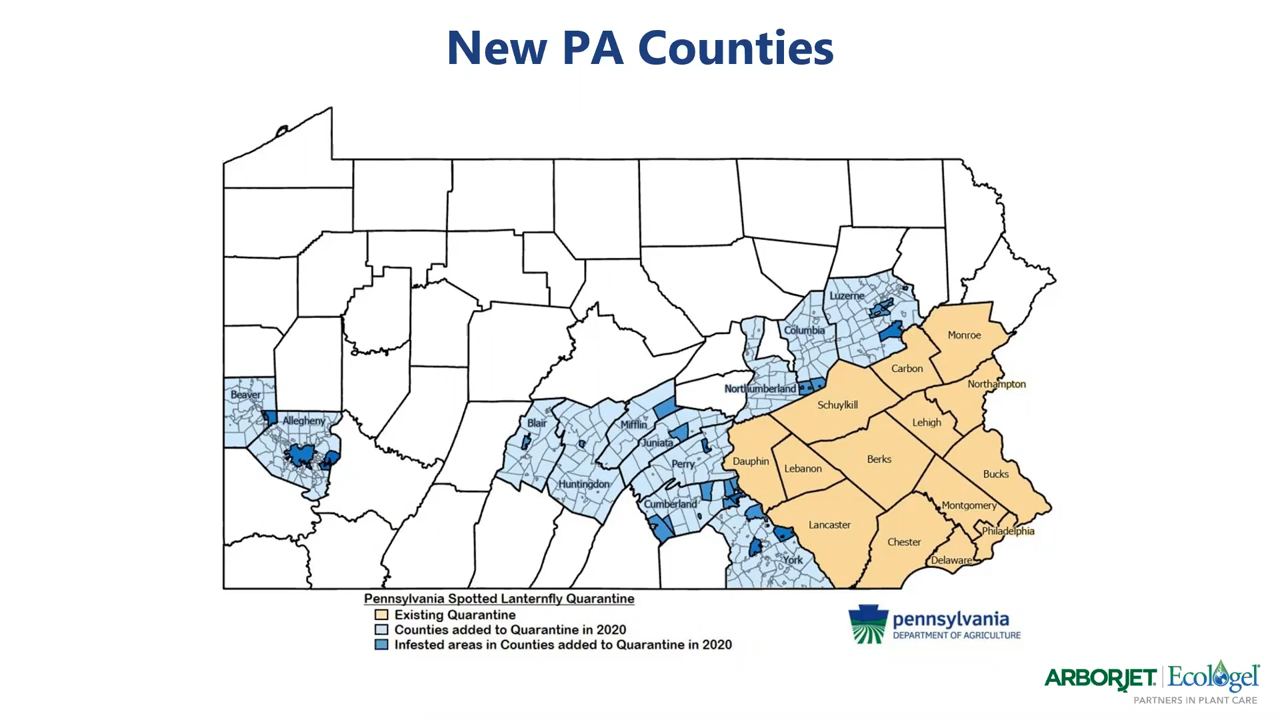 New PA Counties
Luzerne
Columbia
Monroe
Carbon
Northampton
Northumberland
Beaver
Schuylkill
Allegheny
Blair
Mifflin
Lehigh
Juniata
Perry
Dauphin
Lebanon
Berks
Bucks
Huntingdon
Cumberland
Montgomery
Lancaster
Philadelphia
Chester
York
Delaware
Pennsylvania Spotted Lanternfly Quarantine
Existing Quarantine
Counties added to Quarantine in 2020
Infested areas in Counties added to Quarantine in 2020
pennsylvania
DEPARTMENT OF AGRICULTURE
ARBORJET Ecologel
PARTNERS IN PLANT CARE